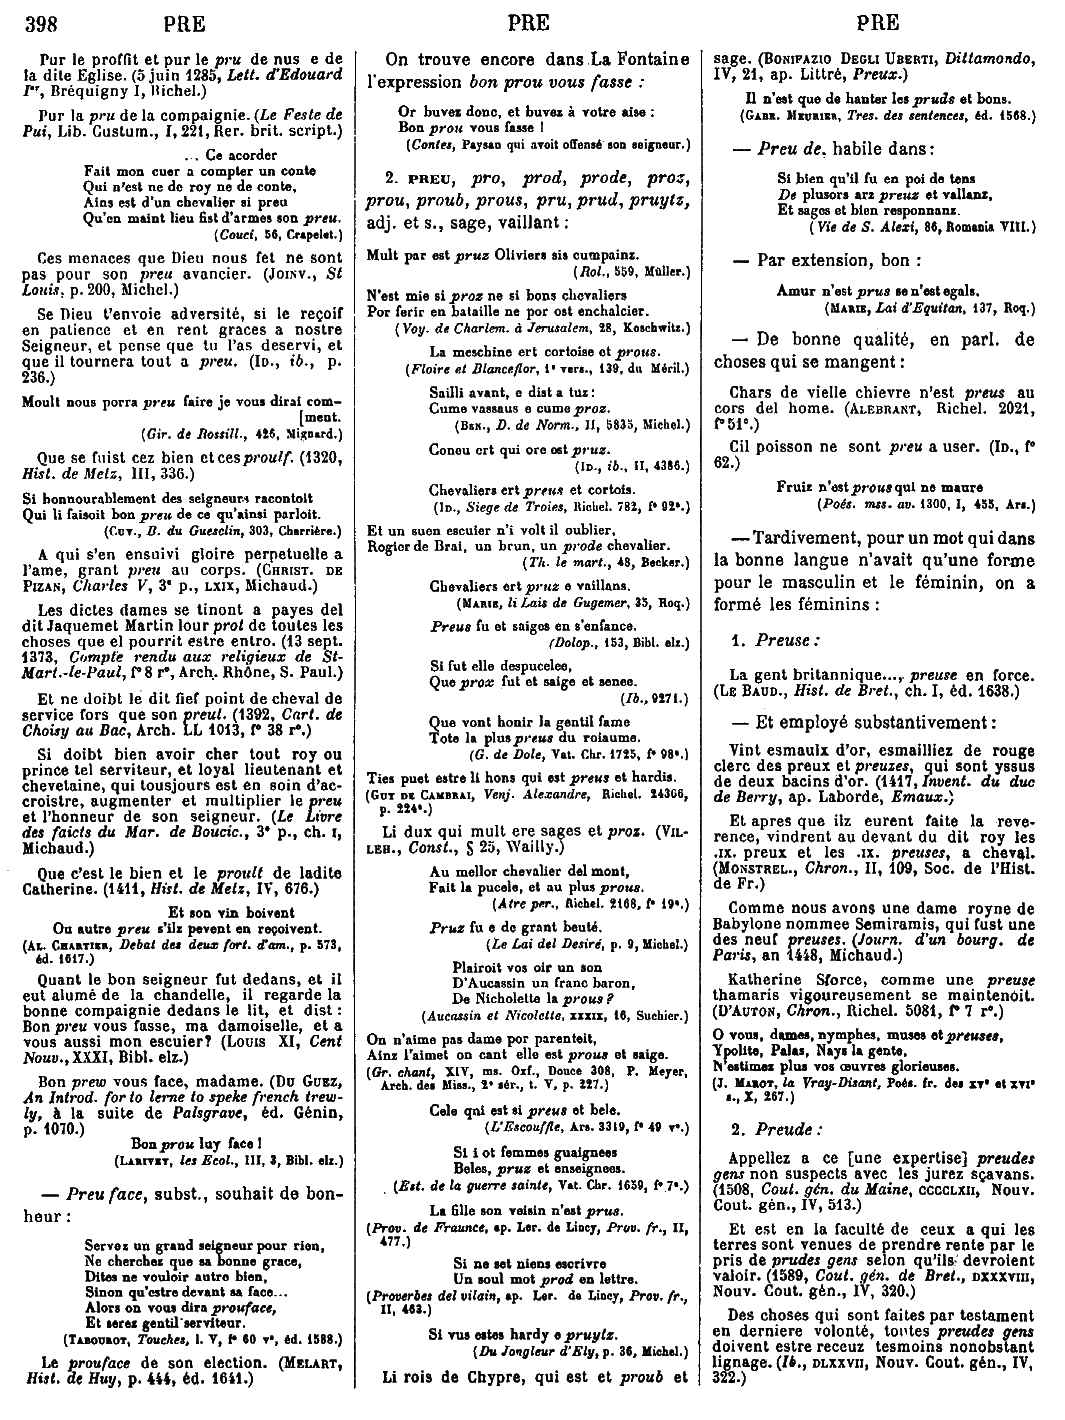 398 PRE PRE PRE
Pur le proffit et pur le pru de nus e de
la dite Eglise. (5 juin 1285, Lett. d'Edouard
Ier, Bréquigny I, Richel.)
Pur la pru de la compaignie. (Le Feste de
Pui, Lib. Custum., I, 221, Rer. brit. script.)
... Ce acorder
Fait mon cuer a compter un conte
Qui n'est ne de roy ne de conte,
Ains est d'un chevalier si preu
Qu'en maint lieu fist d'armes son preu.
(Couci, 56, Crapelet.)
Ces menaces que Dieu nous fet ne sont
pas pour son preu avancier. (JOINV., St
Louis, p. 200, Michel.)
Se Dieu t'envoie adversité, si le reçoif
en patience et en rent graces a nostre
Seigneur, et pense que tu l'as deservi, et
que il tournera tout a preu. (ID., ib., p.
236.)
Moult nous porra preu faire je vous dirai com-
[ment.
(Gir. de Rossill., 426, Mignard.)
Que se fuist cez bien et ces proulf. (1320,
Hist. de Metz, III, 336.)
Si honnourablement des seigneurs racontoit
Qui li faisoit bon preu de ce qu'ainsi parloit.
(CUV., B. du Guesclin, 303, Charrière.)
A qui s'en ensuivi gloire perpetuelle a
l'ame, grant preu au corps. (CHRIST. DE
PIZAN, Charles V, 3e p., LXIX, Michaud.)
Les dictes dames se tinont a payes del
dit Jaquemet Martin lour prot de toutes les
choses que el pourrit estre entro. (13 sept.
1373, Compte rendu aux religieux de St-
Mart.-le-Paul, fo 8 ro, Arch. Rhône, S. Paul.)
Et ne doibt le dit fief point de cheval de
service fors que son preut. (1392, Cart. de
Choisy au Bac, Arch. LL 1013, fo 38 ro.)
Si doibt bien avoir cher tout roy ou
prince tel serviteur, et loyal lieutenant et
chevetaine, qui tousjours est en soin d'ac-
croistre, augmenter et multiplier le preu
et l'honneur de son seigneur. (Le Livre
des faicts du Mar. de Boucic., 3e p., ch. I,
Michaud.)
Que c'est le bien et le proult de ladite
Catherine. (1411, Hist. de Metz, IV, 676.)
Et son vin boivent
Ou autre preu s'ilz pevent en reçoivent.
(AL. CHARTIER, Debat des deux fort. d'am., p. 573,
éd. 1617.)
Quant le bon seigneur fut dedans, et il
eut alumé de la chandelle, il regarde la
bonne compaignie dedans le lit, et dist :
Bon preu vous fasse, ma damoiselle, et a
vous aussi mon escuier? (LOUIS XI, Cent
Nouv., XXXI, Bibl. elz.)
Bon prew vous face, madame. (DU GUEZ,
An Introd. for to lerne to speke french trew-
ly, à la suite de Palsgrave, éd. Génin,
p. 1070.)
Bon prou luy face !
(LARIVEY, les Ecol., III, 3, Bibl. elz.)
— Preu face, subst., souhait de bon-
heur :
Servez un grand seigneur pour rien,
Ne cherchez que sa bonne grace,
Dites ne vouloir autre bien,
Sinon qu'estre devant sa face...
Alors on vous dira prouface,
Et serez gentil serviteur.
(TABOUROT, Touches, l. V, fo 60 vo, éd. 1588.)
Le prouface de son election. (MELART,
Hist. de Huy, p. 444, éd. 1641.)
On trouve encore dans La Fontaine
l'expression bon prou vous fasse :
Or buvez donc, et buvez à votre aise :
Bon prou vous fasse !
(Contes, Paysan qui avoit offensé son seigneur.)
2. PREU, pro, prod, prode, proz,
prou, proub, prous, pru, prud, pruytz,
adj. et s., sage, vaillant :
Mult par est pruz Oliviers sis cumpainz.
(Rol., 559, Müller.)
N'est mie si proz ne si bons chevaliers
Por ferir en bataille ne por ost enchalcier.
(Voy. de Charlem. à Jerusalem, 28, Koschwitz.)
La meschine ert cortoise et prous.
(Floire et Blanceflor, 1e vers., 139, du Méril.)
Sailli avant, e dist a tuz :
Cume vassaus e cume proz.
(BEN., D. de Norm., II, 5835, Michel.)
Coneu ert qui ore est pruz.
(ID., ib., II, 4386.)
Chevaliers ert preus et cortois.
(ID., Siege de Troies, Richel. 782, fo 92e.)
Et un suen escuier n'i volt il oublier,
Rogier de Brai, un brun, un prode chevalier.
(Th. le mart., 48, Becker.)
Chevaliers ert pruz e vaillans.
(MARIE, li Lais de Gugemer, 35, Roq.)
Preus fu et saiges en s'enfance.
(Dolop., 153, Bibl. elz.)
Si fut elle despucelee,
Que prox fut et saige et senee.
(Ib., 9271.)
Que vont honir la gentil fame
Tote la plus preus du roiaume.
(G. de Dole, Vat. Chr. 1725, fo 98e.)
Ties puet estre li hons qui est preus et hardis.
(GUY DE CAMBRAI, Venj. Alexandre, Richel. 24366,
p. 224e.)
Li dux qui mult ere sages et proz. (VIL-
LEH., Const., § 25, Wailly.)
Au mellor chevalier del mont,
Fait la pucele, et au plus prous.
(Atre per., Richel. 2168, fo 19e.)
Pruz fu e de grant beuté.
(Le Lai del Desiré, p. 9, Michel.)
Plairoit vos oir un son
D'Aucassin un franc baron,
De Nicholette la prous ?
(Aucassin et Nicolette, XXXIX, 16, Suchier.)
On n'aime pas dame por parenteit,
Ainz l'aimet on cant elle est prous et saige.
(Gr. chant, XIV, ms. Oxf., Douce 308, P. Meyer,
Arch. des Miss., 2e sér., t. V, p. 227.)
Cele qui est si preus et bele.
(L'Escouffle, Ars. 3319, fo 49 vo.)
Si i ot femmes guaignees
Beles, pruz et enseignees.
(Est. de la guerre sainte, Vat. Chr. 1659, fo 7e.)
La fille son veisin n'est prus.
(Prov. de Fraunce, ap. Ler. de Lincy, Prov. fr., II,
477.)
Si ne set niens escrivre
Un soul mot prod en lettre.
(Proverbes del vilain, ap. Ler. de Lincy, Prov. fr.,
II, 463.)
Si vus estes hardy e pruytz.
(Du Jongleur d'Ely, p. 36, Michel.)
Li rois de Chypre, qui est et proub et
sage. (BONIFAZIO DEGLI UBERTI, Dittamondo,
IV, 21, ap. Littré, Preux.)
Il n'est que de hanter les pruds et bons.
(GABR. MEURIER, Tres. des sentences, éd. 1568.)
— Preu de, habile dans :
Si bien qu'il fu en poi de tens
De plusors arz preuz et vallanz,
Et sages et bien responnanz.
(Vie de S. Alexi, 86, Romania VIII.)
— Par extension, bon :
Amur n'est prus se n'est egals.
(MARIE, Lai d'Equitan, 137, Roq.)
— De bonne qualité, en parl. de
choses qui se mangent :
Chars de vielle chievre n'est preus au
cors del home. (ALEBRANT, Richel. 2021,
fo 51e.)
Cil poisson ne sont preu a user. (ID., fo
62.)
Fruiz n'est prous qui ne maure
(Poés. mss. av. 1300, I, 455, Ars.)
— Tardivement, pour un mot qui dans
la bonne langue n'avait qu'une forme
pour le masculin et le féminin, on a
formé les féminins :
1. Preuse :
La gent britannique..., preuse en force.
(LE BAUD., Hist. de Bret., ch. I, éd. 1638.)
— Et employé substantivement :
Vint esmaulx d'or, esmailliez de rouge
clerc des preux et preuzes, qui sont yssus
de deux bacins d'or. (1417, Invent. du duc
de Berry, ap. Laborde, Emaux.)
Et apres que ilz eurent faite la reve-
rence, vindrent au devant du dit roy les
.IX. preux et les .IX. preuses, a cheval.
(MONSTREL., Chron., II, 109, Soc. de l'Hist.
de Fr.)
Comme nous avons une dame royne de
Babylone nommee Semiramis, qui fust une
des neuf preuses. (Journ. d'un bourg. de
Paris, an 1448, Michaud.)
Katherine Sforce, comme une preuse
thamaris vigoureusement se maintenoit.
(D'AUTON, Chron., Richel. 5081, fo 7 ro.)
O vous, dames, nymphes, muses et preuses,
Ypolite, Palas, Nays la gente,
N'estimez plus vos œuvres glorieuses.
(J. MAROT, la Vray-Disant, Poés. fr. des XVe et XVIe
s., X, 267.)
2. Preude :
Appellez a ce [une expertise] preudes
gens non suspects avec les jurez sçavans.
(1508, Cout. gén. du Maine, CCCCLXII, Nouv.
Cout. gén., IV, 513.)
Et est en la faculté de ceux a qui les
terres sont venues de prendre rente par le
pris de prudes gens selon qu'ils devroient
valoir. (1589, Cout. gén. de Bret., DXXXVIII,
Nouv. Cout. gén., IV, 320.)
Des choses qui sont faites par testament
en derniere volonté, toutes preudes gens
doivent estre receuz tesmoins nonobstant
lignage. (Ib., DLXXVII, Nouv. Cout. gén., IV,
322.)